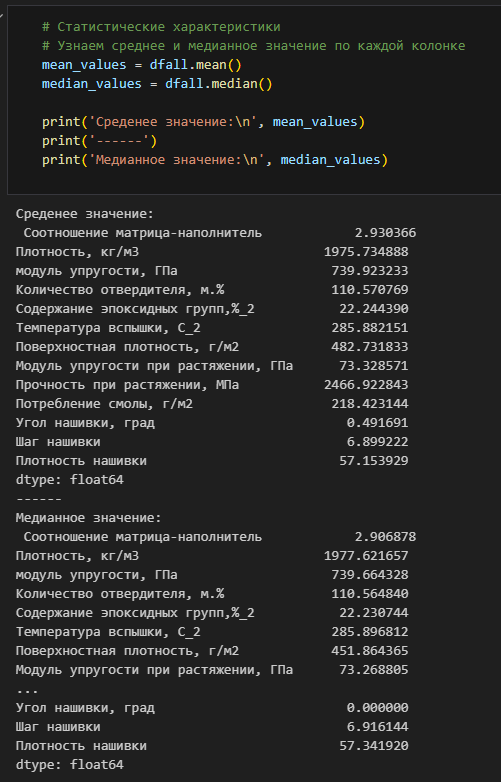 # Статистические характеристики
# Узнаем среднее и медианное значение по каждой колонке
mean_values = dfall.mean()
median_values = dfall.median()
print('Среденее значение:\n', mean_values)
print('------')
print('Медианное значение:\n', median_values)
Среденее значение:
Соотношение матрица-наполнитель 2.930366
Плотность, кг/м3 1975.734888
модуль упругости, ГПа 739.923233
Количество отвердителя, м.% 110.570769
Содержание эпоксидных групп,%_2 22.244390
Температура вспышки, С_2 285.882151
Поверхностная плотность, г/м2 482.731833
Модуль упругости при растяжении, ГПа 73.328571
Прочность при растяжении, МПа 2466.922843
Потребление смолы, г/м2 218.423144
Угол нашивки, град 0.491691
Шаг нашивки 6.899222
Плотность нашивки 57.153929
dtype: float64
------
Медианное значение:
Соотношение матрица-наполнитель 2.906878
Плотность, кг/м3 1977.621657
модуль упругости, ГПа 739.664328
Количество отвердителя, м.% 110.564840
Содержание эпоксидных групп,%_2 22.230744
Температура вспышки, С_2 285.896812
Поверхностная плотность, г/м2 451.864365
Модуль упругости при растяжении, ГПа 73.268805
...
Угол нашивки, град 0.000000
Шаг нашивки 6.916144
Плотность нашивки 57.341920
dtype: float64